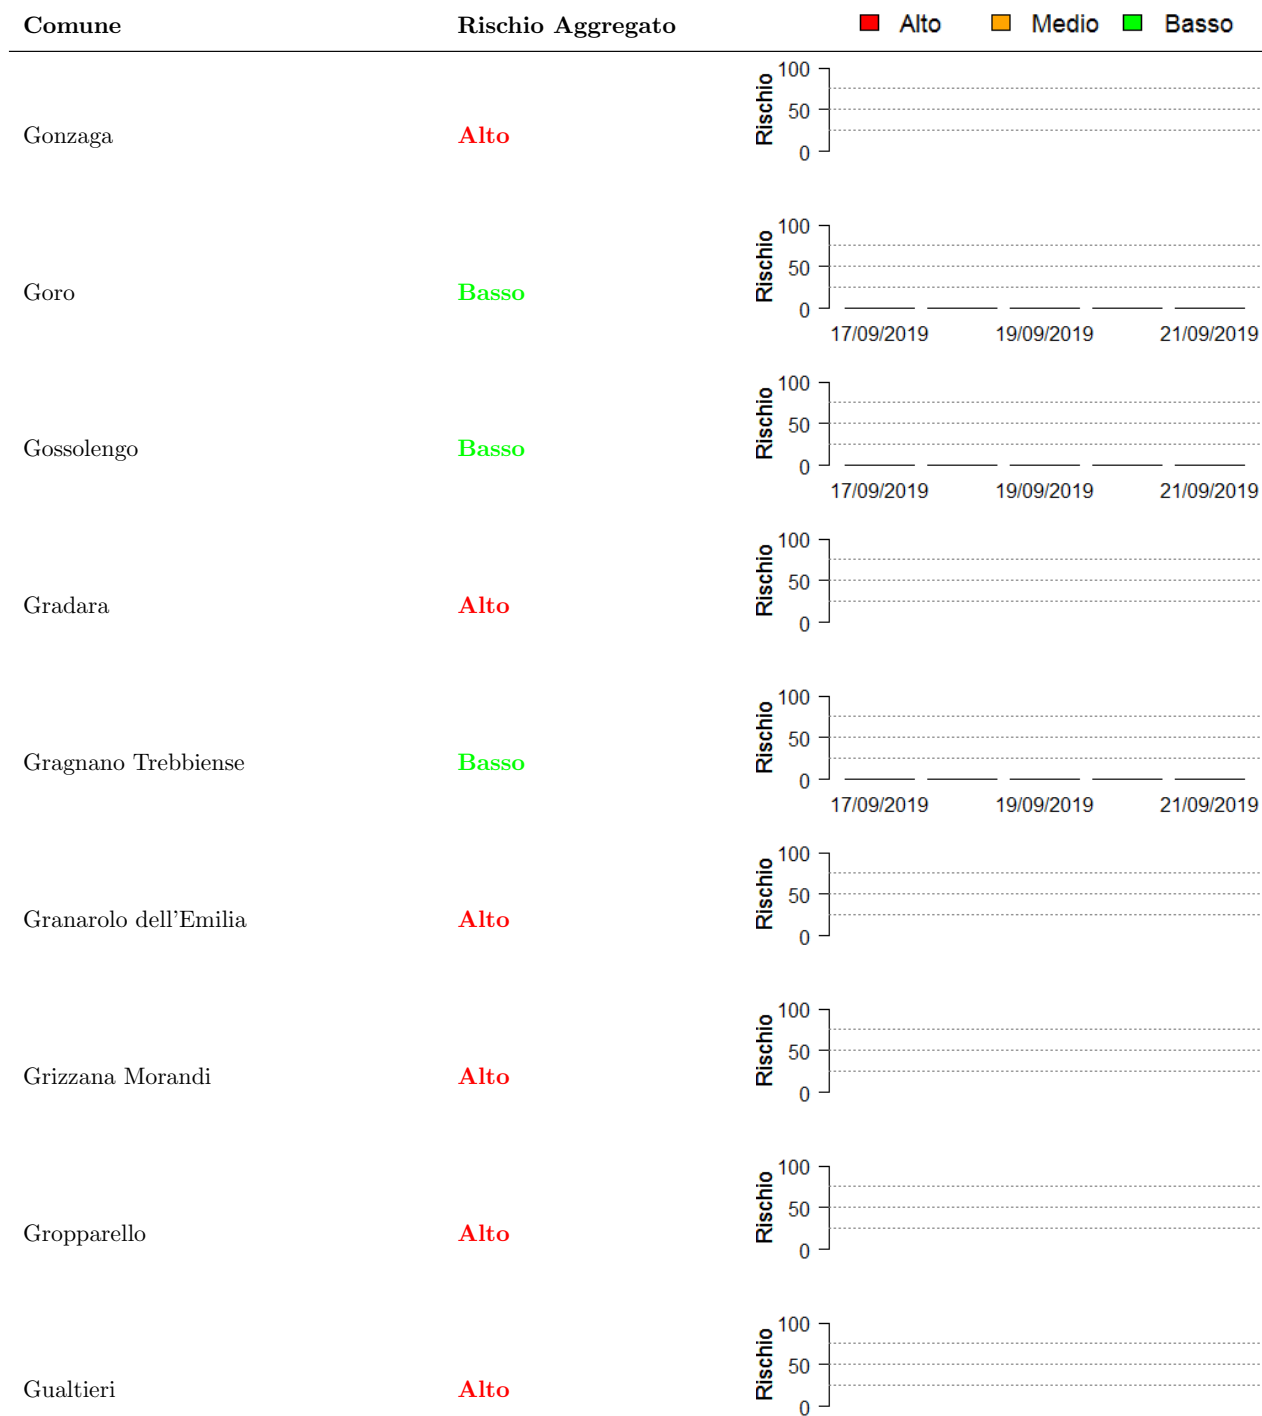 Comune Rischio Aggregato Alto Medio Basso
100
50
0
Rischio
Gonzaga Alto
100
50
0
Rischio
Goro Basso
17/09/2019 19/09/2019 21/09/2019
100
50
0
Rischio
Gossolengo Basso
17/09/2019 19/09/2019 21/09/2019
100
50
0
Rischio
Gradara Alto
100
50
0
Rischio
Gragnano Trebbiense Basso
17/09/2019 19/09/2019 21/09/2019
100
50
0
Rischio
Granarolo dell'Emilia Alto
100
50
0
Rischio
Grizzana Morandi Alto
100
50
0
Rischio
Gropparello Alto
100
50
0
Rischio
Gualtieri Alto